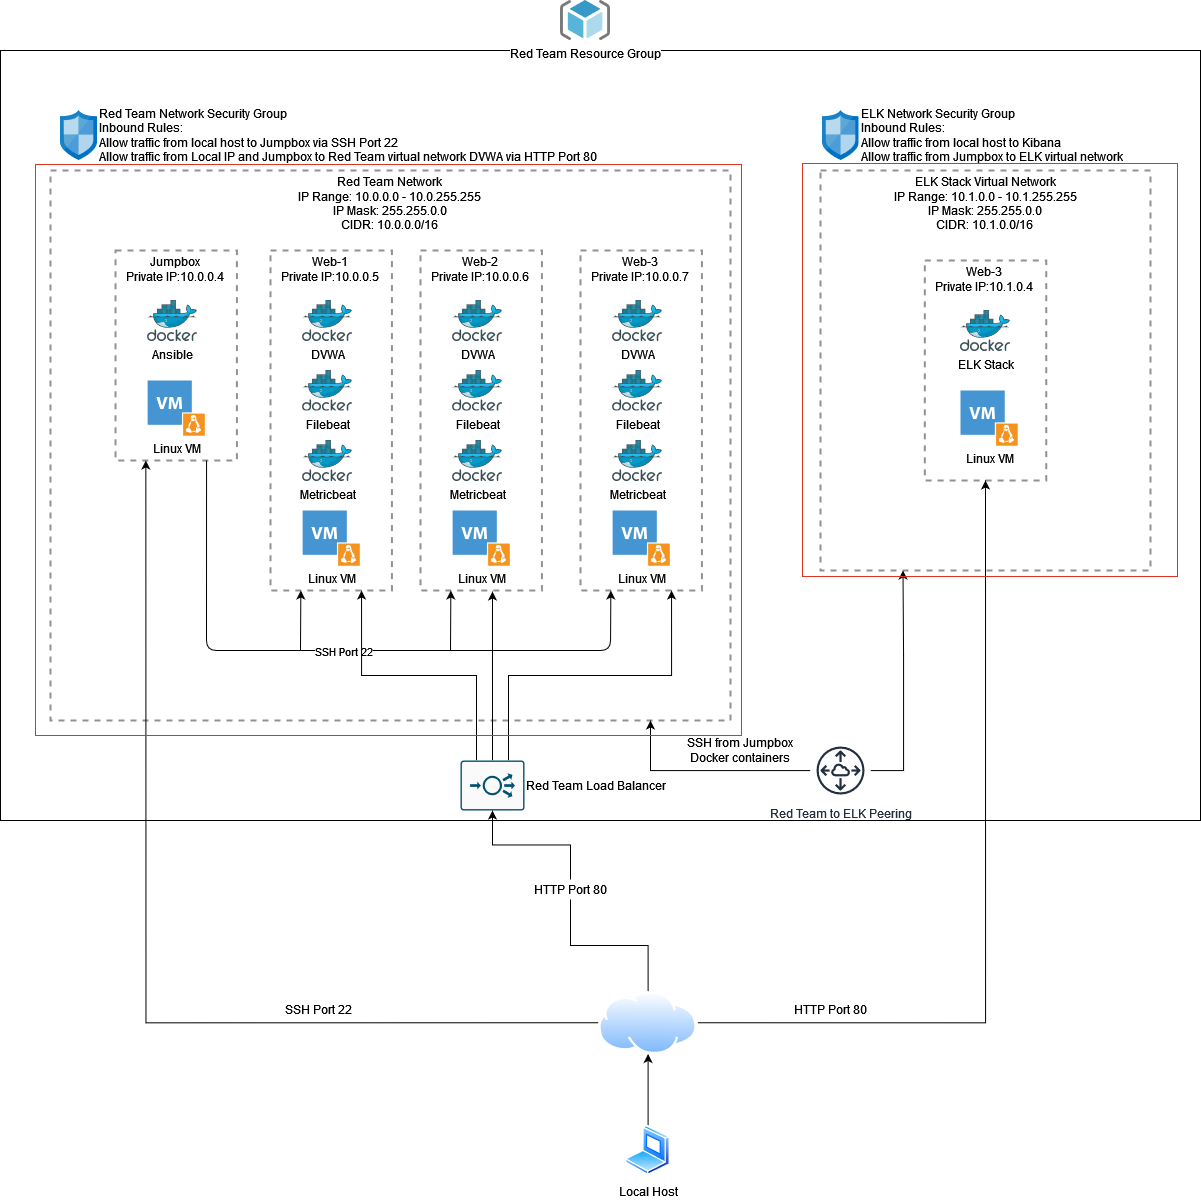 Red Team Resource Group
Red Team Network Security Group
Inbound Rules:
Allow traffic from local host to Jumpbox via SSH Port 22
Allow traffic from Local IP and Jumpbox to Red Team virtual network DVWA via HTTP Port 80
ELK Network Security Group
Inbound Rules:
Allow traffic from local host to Kibana
Allow traffic from Jumpbox to ELK virtual network
Red Team Network
IP Range: 10.0.0.0 - 10.0.255.255
IP Mask: 255.255.0.0
CIDR: 10.0.0.0/16
Jumpbox
Private IP:10.0.0.4
docker
Ansible
VM
Linux VM
Web-1
Private IP:10.0.0.5
docker
DVWA
docker
Filebeat
docker
Metricbeat
VM
Linux VM
Web-2
Private IP:10.0.0.6
docker
DVWA
docker
Filebeat
docker
Metricbeat
VM
Linux VM
Web-3
Private IP:10.0.0.7
docker
DVWA
docker
Filebeat
docker
Metricbeat
VM
Linux VM
SSH Port 22
ELK Stack Virtual Network
IP Range: 10.1.0.0 - 10.1.255.255
IP Mask: 255.255.0.0
CIDR: 10.1.0.0/16
Web-3
Private IP:10.1.0.4
docker
ELK Stack
VM
Linux VM
SSH from Jumpbox
Docker containers
Red Team Load Balancer
Red Team to ELK Peering
HTTP Port 80
SSH Port 22
HTTP Port 80
Local Host